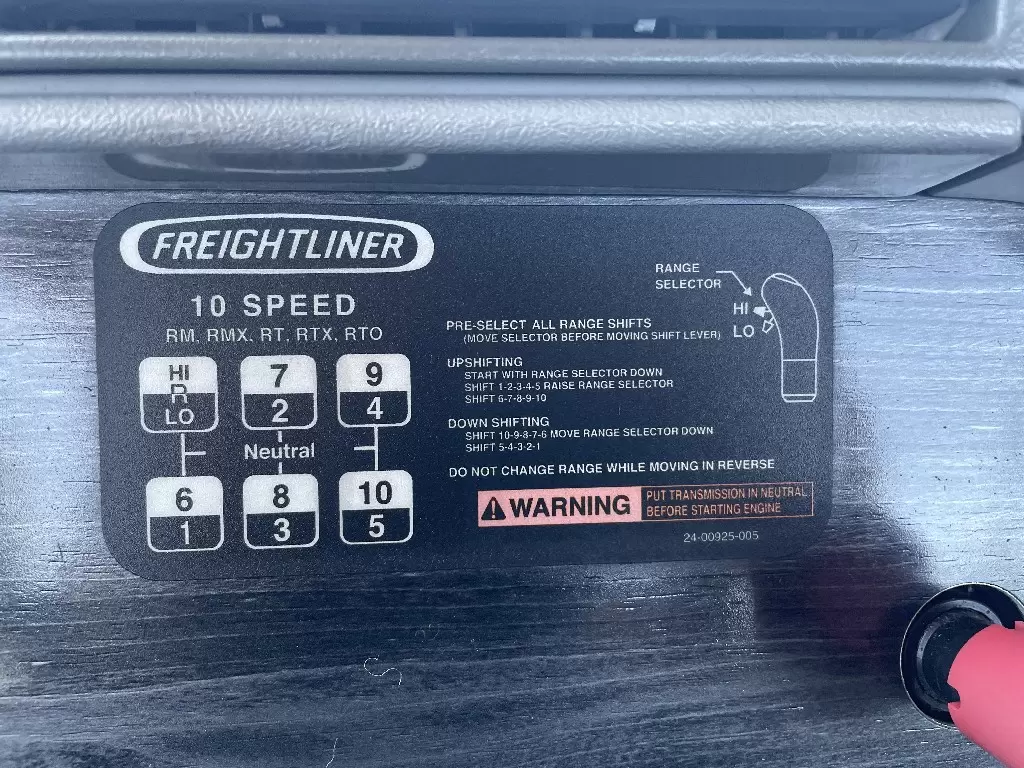 FREIGHTLINER
10 SPEED
RM, RMX, RT, RTX, RTO
HI
R
LO
7
2
9
4
Neutral
6
1
8
3
10
5
RANGE
SELECTOR
HI
LO
PRE-SELECT ALL RANGE SHIFTS
(MOVE SELECTOR BEFORE MOVING SHIFT LEVER)
UPSHIFTING
START WITH RANGE SELECTOR DOWN
SHIFT 1-2-3-4-5 RAISE RANGE SELECTOR
SHIFT 6-7-8-9-10
DOWN SHIFTING
SHIFT 10-9-8-7-6 MOVE RANGE SELECTOR DOWN
SHIFT 5-4-3-2-1
DO NOT CHANGE RANGE WHILE MOVING IN REVERSE
WARNING
PUT TRANSMISSION IN NEUTRAL
BEFORE STARTING ENGINE
24-00925-005